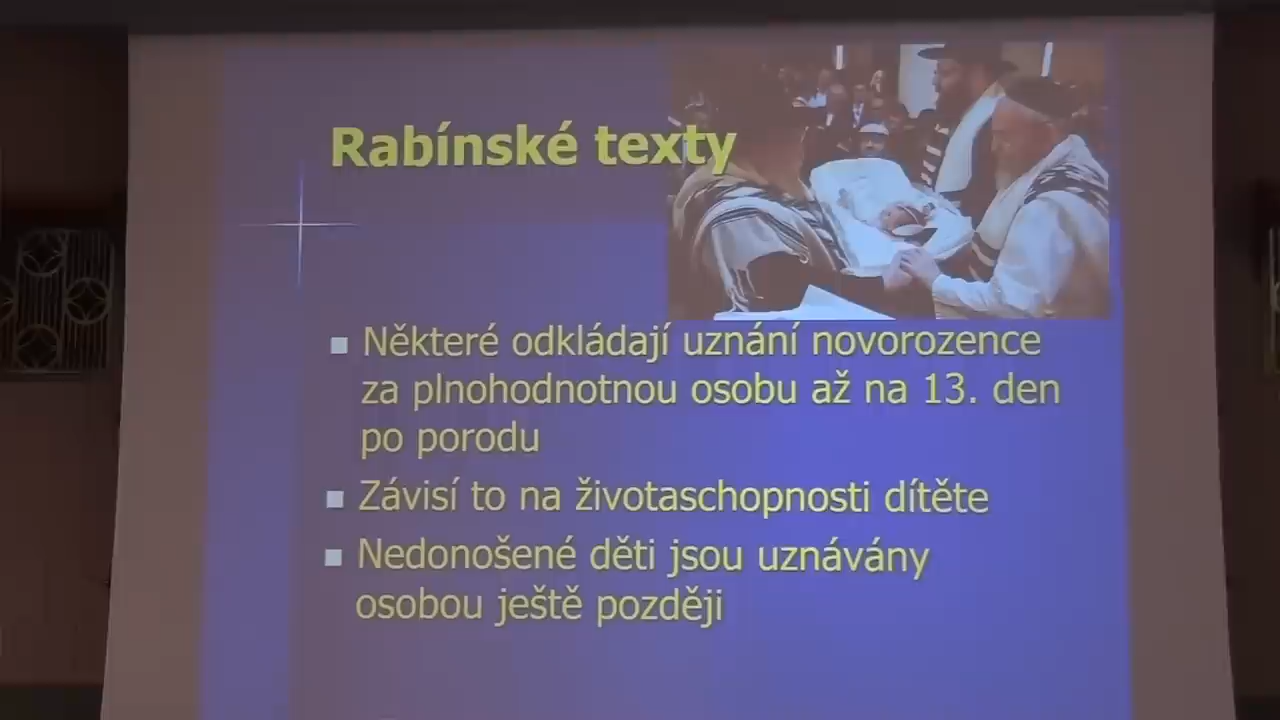 Rabínské texty
Některé odkládají uznání novorozence
za plnohodnotnou osobu až na 13. den
po porodu
Závisí to na životaschopnosti dítěte
Nedonošené děti jsou uznávány
osobou ještě později